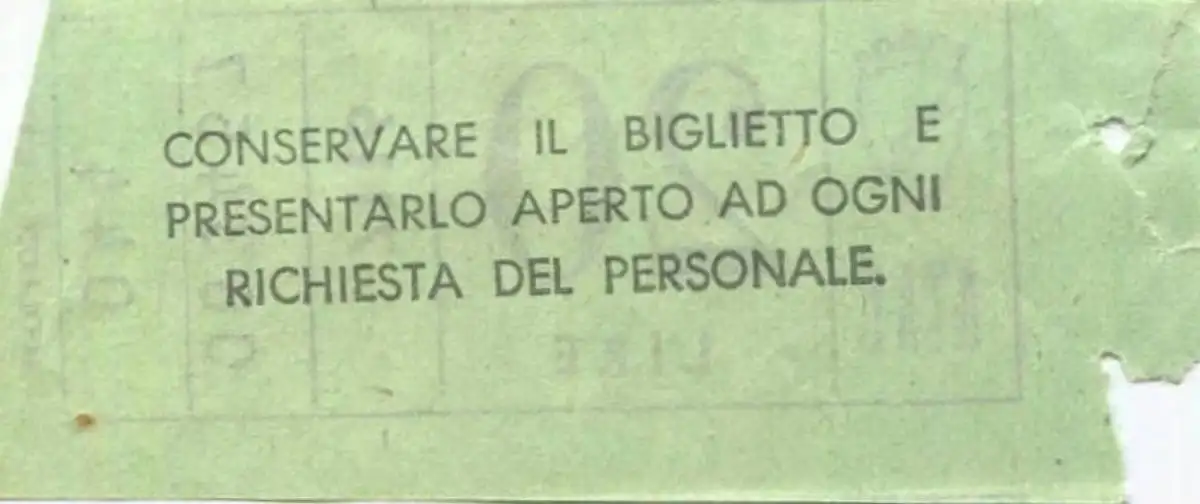 CONSERVARE IL BIGLIETTO E
PRESENTARLO APERTO AD OGNI
RICHIESTA DEL PERSONALE.